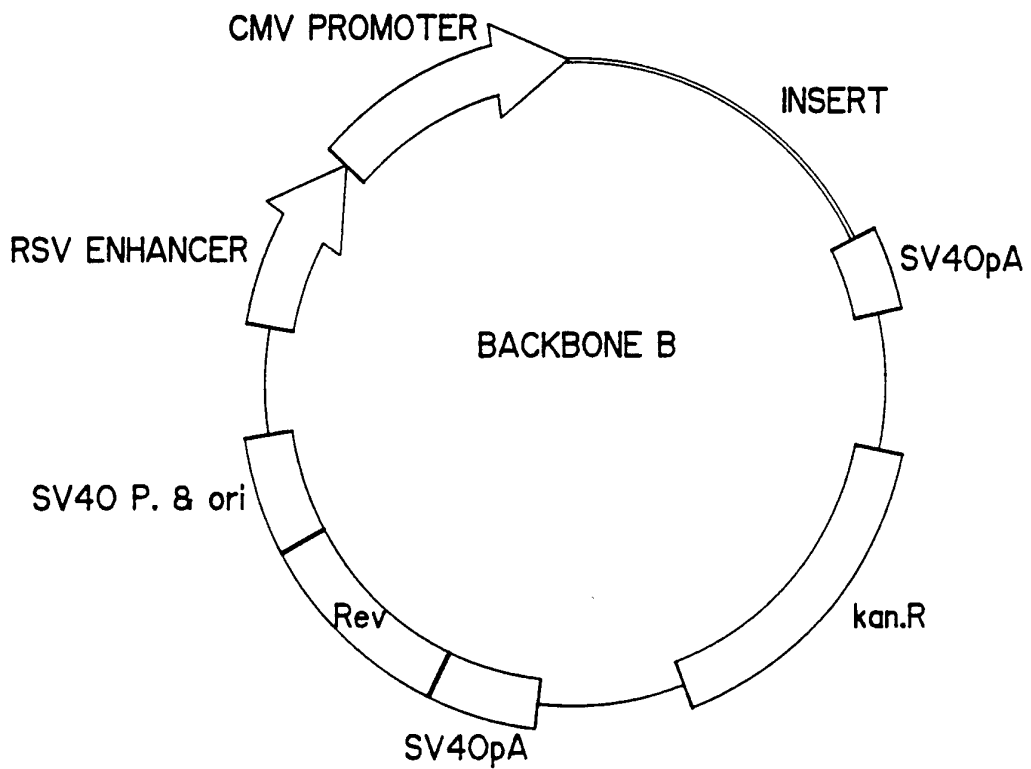 CMV PROMOTER
INSERT
RSV ENHANCER
SV40pA
BACKBONE B
SV40 P. & ori
Rev
kan.R
SV40pA